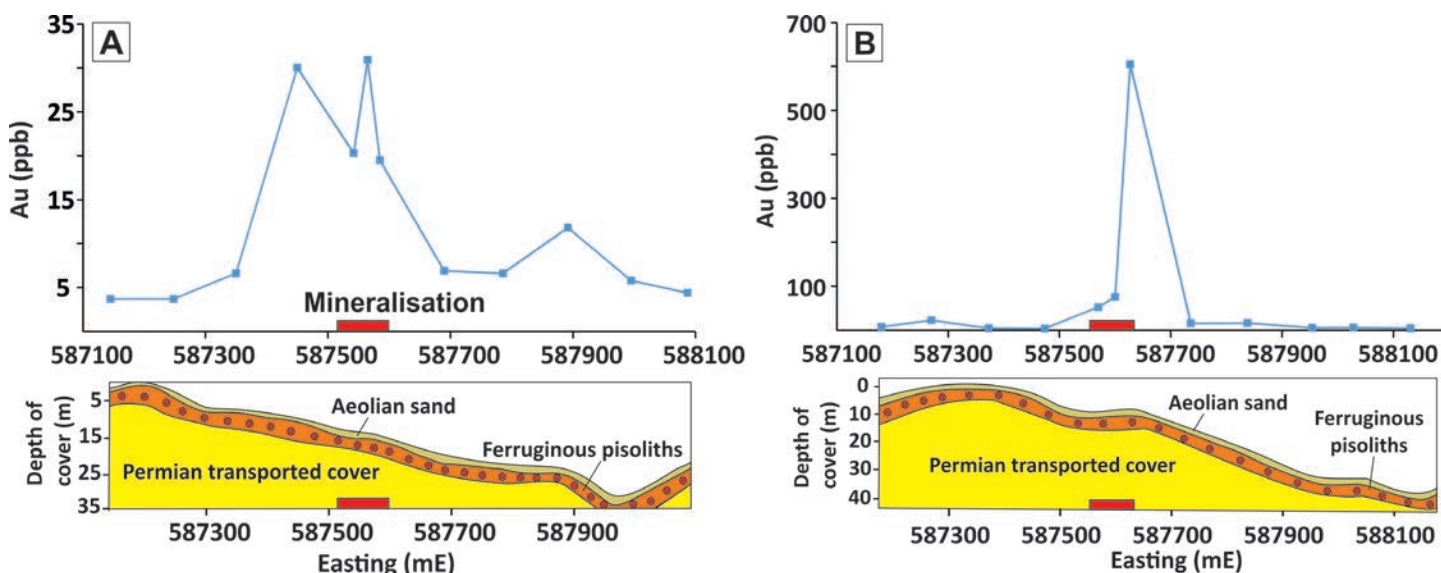 A
35
25
15
5
Au (ppb)
Mineralisation
587100 587300 587500 587700 587900 588100
5
15
25
35
Depth of
cover (m)
Aeolian sand
Ferruginous pisoliths
Permian transported cover
587300 587500 587700 587900
Easting (mE)
B
700
500
300
100
Au (ppb)
587100 587300 587500 587700 587900 588100
0
10
20
30
40
Depth of
cover (m)
Aeolian sand
Ferruginous
pisoliths
Permian transported cover
587300 587500 587700 587900 588100
Easting (mE)